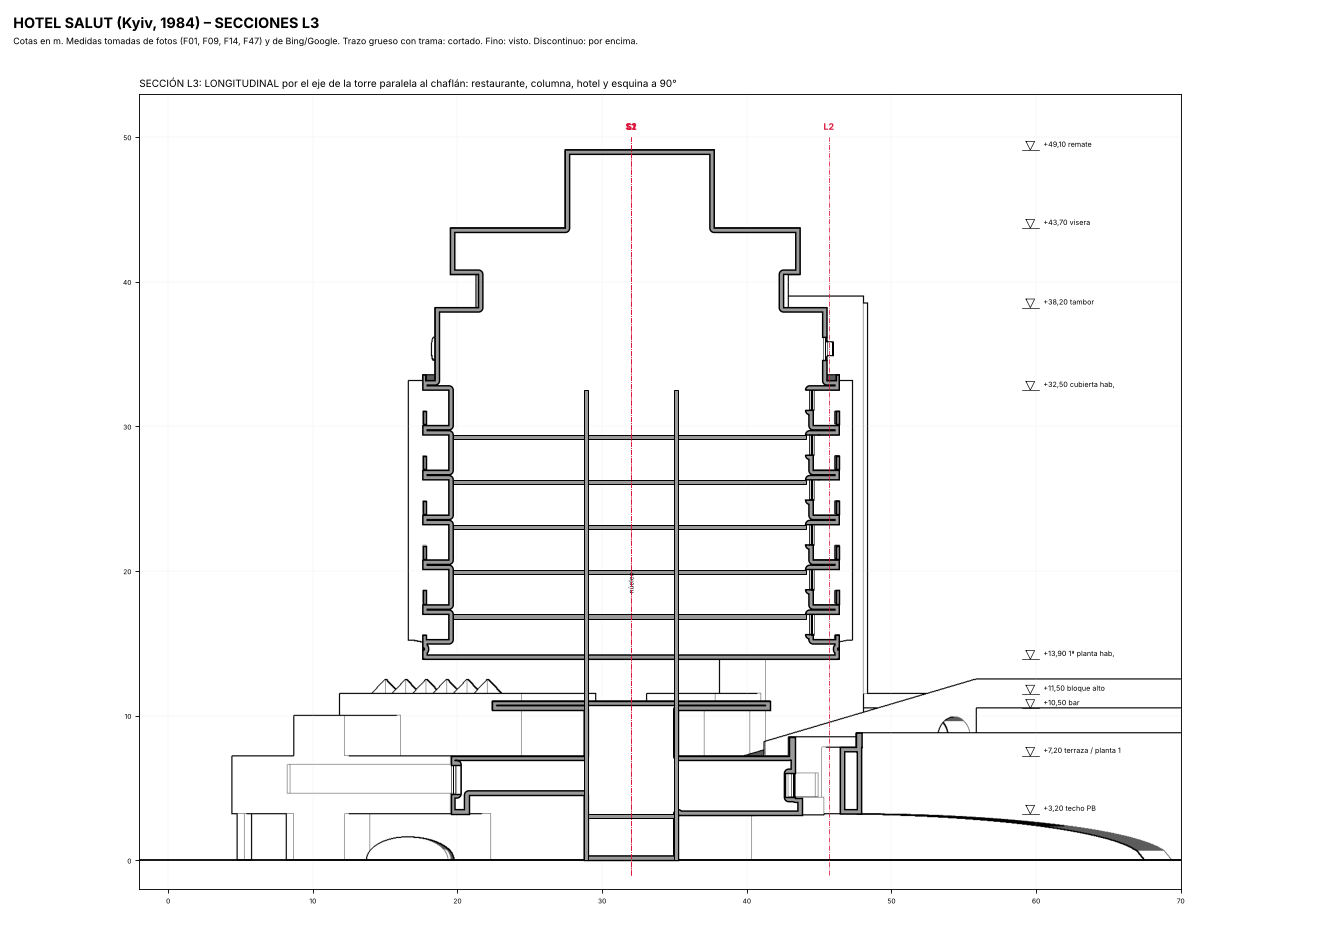 HOTEL SALUT (Kyiv, 1984) – SECCIONES L3
Cotas en m. Medidas tomadas de fotos (F01, F09, F14, F47) y de Bing/Google. Trazo grueso con trama: cortado. Fino: visto. Discontinuo: por encima.
SECCIÓN L3: LONGITUDINAL por el eje de la torre paralela al chaflán: restaurante, columna, hotel y esquina a 90°
L2
50
+49,10 remate
+43,70 visera
40
+38,20 tambor
+32,50 cubierta hab,
30
20
núcleo
+13,90 1ª planta hab,
+11,50 bloque alto
+10,50 bar
10
+7,20 terraza / planta 1
+3,20 techo PB
0
0 10 20 30 40 50 60 70